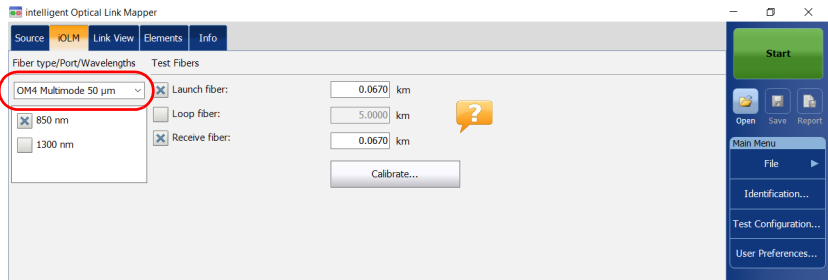 intelligent Optical Link Mapper
Source iOLM Link View Elements Info
Fiber type/Port/Wavelengths Test Fibers
OM4 Multimode 50 µm
850 nm
1300 nm
Launch fiber: 0.0670 km
Loop fiber: 5.0000 km
Receive fiber: 0.0670 km
Calibrate...
?
Start
Open Save Report
Main Menu
File
Identification...
Test Configuration...
User Preferences...